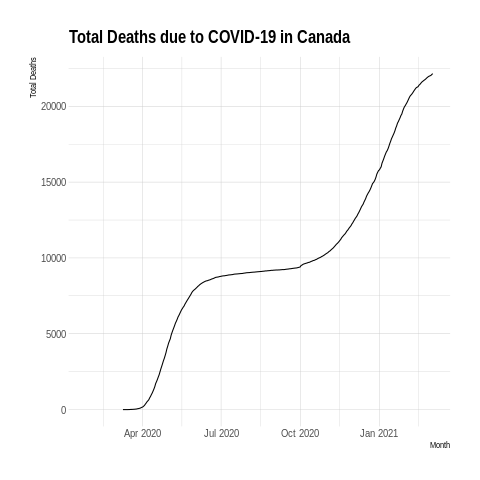 Total Deaths due to COVID-19 in Canada
Total Deaths
20000
15000
10000
5000
0
Apr 2020 Jul 2020 Oct 2020 Jan 2021
Month